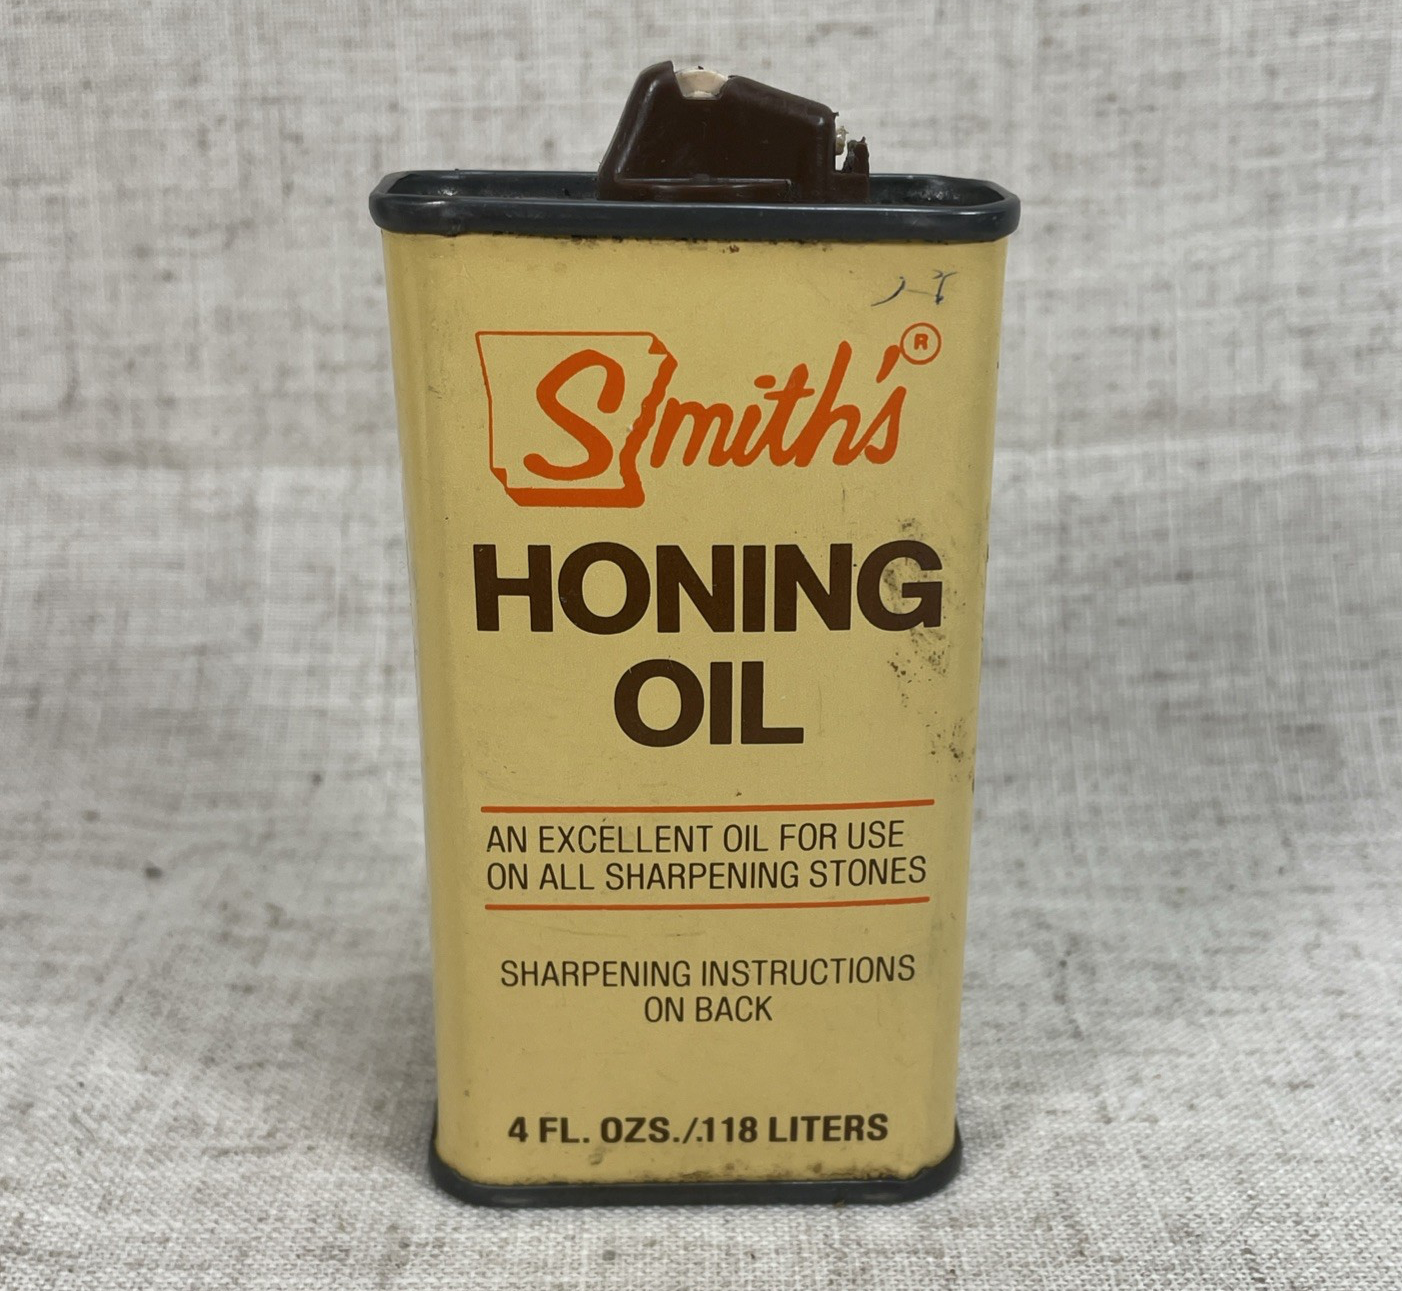 Smith's®
HONING
OIL
AN EXCELLENT OIL FOR USE
ON ALL SHARPENING STONES
SHARPENING INSTRUCTIONS
ON BACK
4 FL. OZS./.118 LITERS